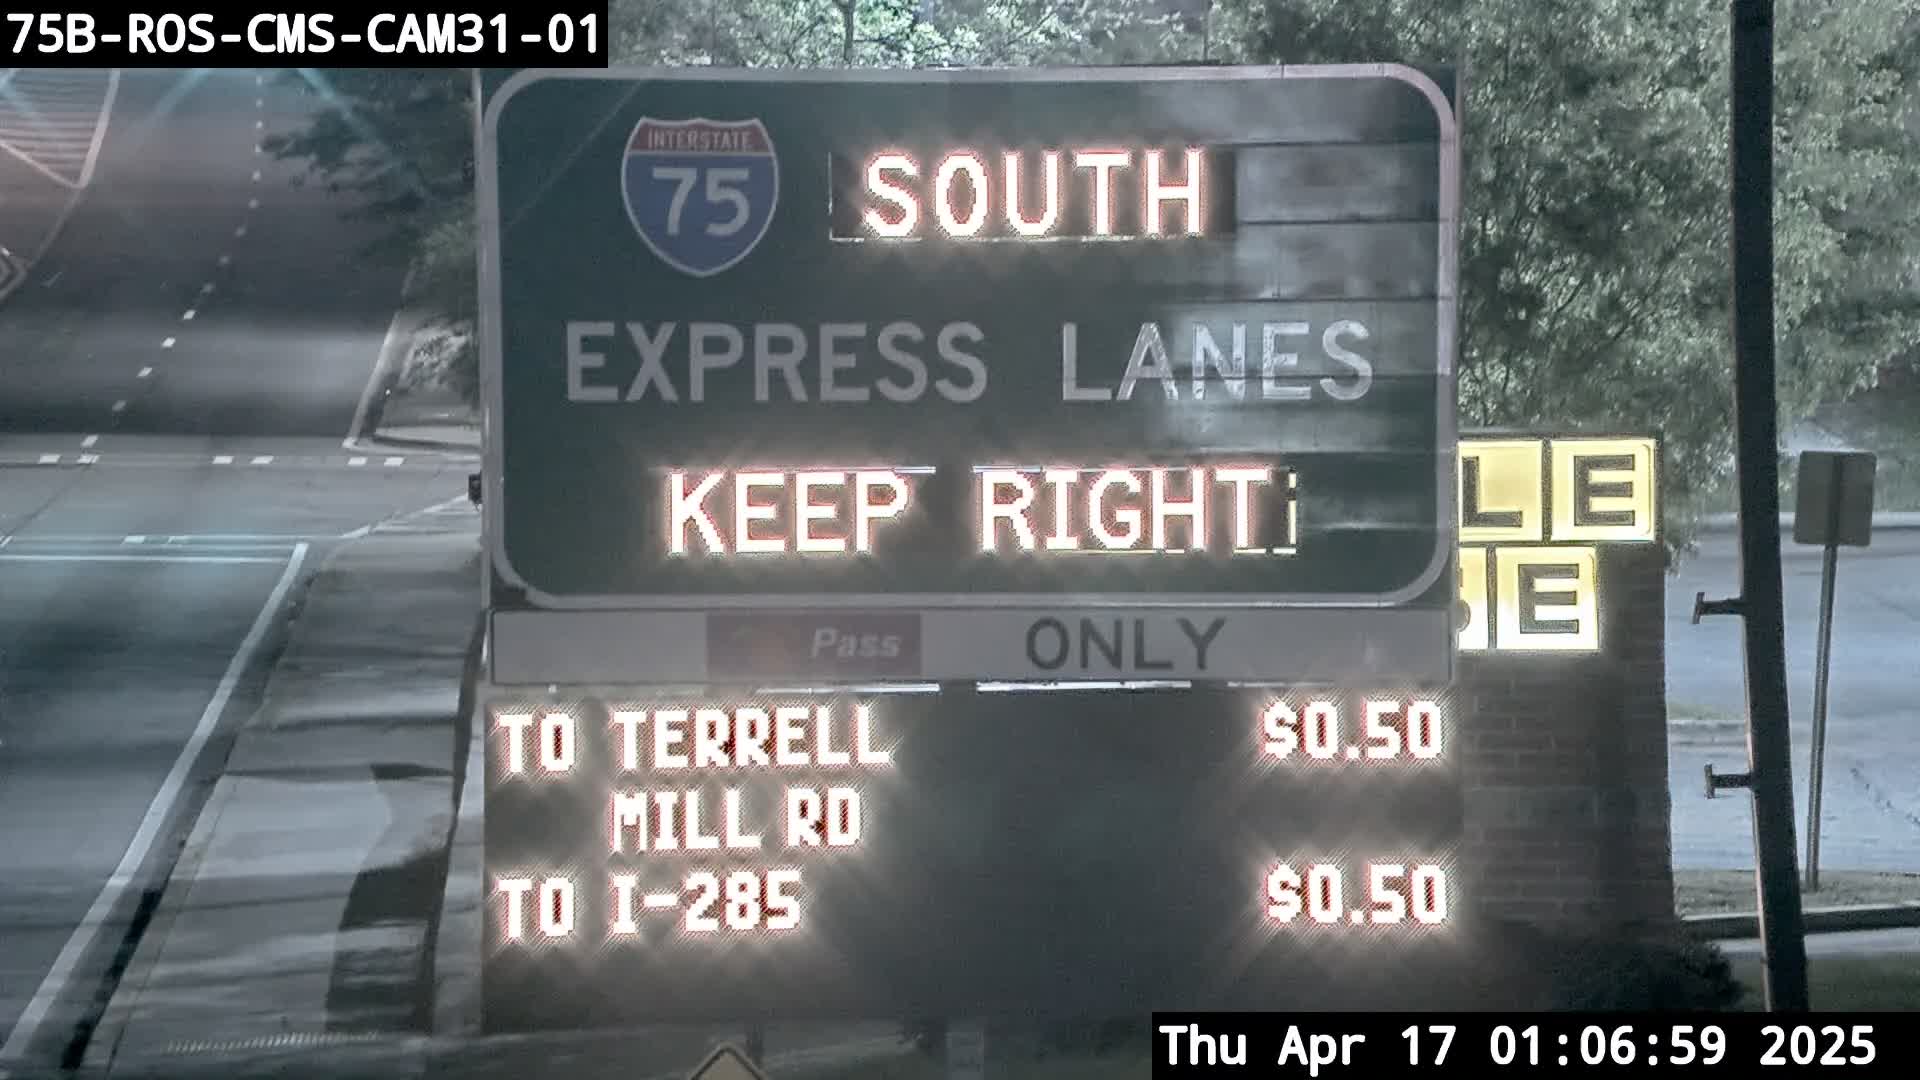 75B-ROS-CMS-CAM31-01
INTERSTATE
75
SOUTH
EXPRESS LANES
KEEP RIGHT
Pass ONLY
TO TERRELL $0.50
MILL RD
TO I-285 $0.50
LE
E
Thu Apr 17 01:06:59 2025